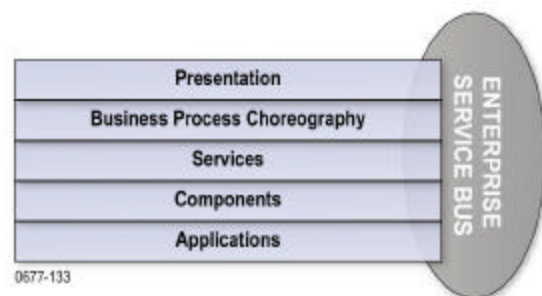 Presentation
Business Process Choreography
Services
Components
Applications
ENTERPRISE
SERVICE BUS
0677-133